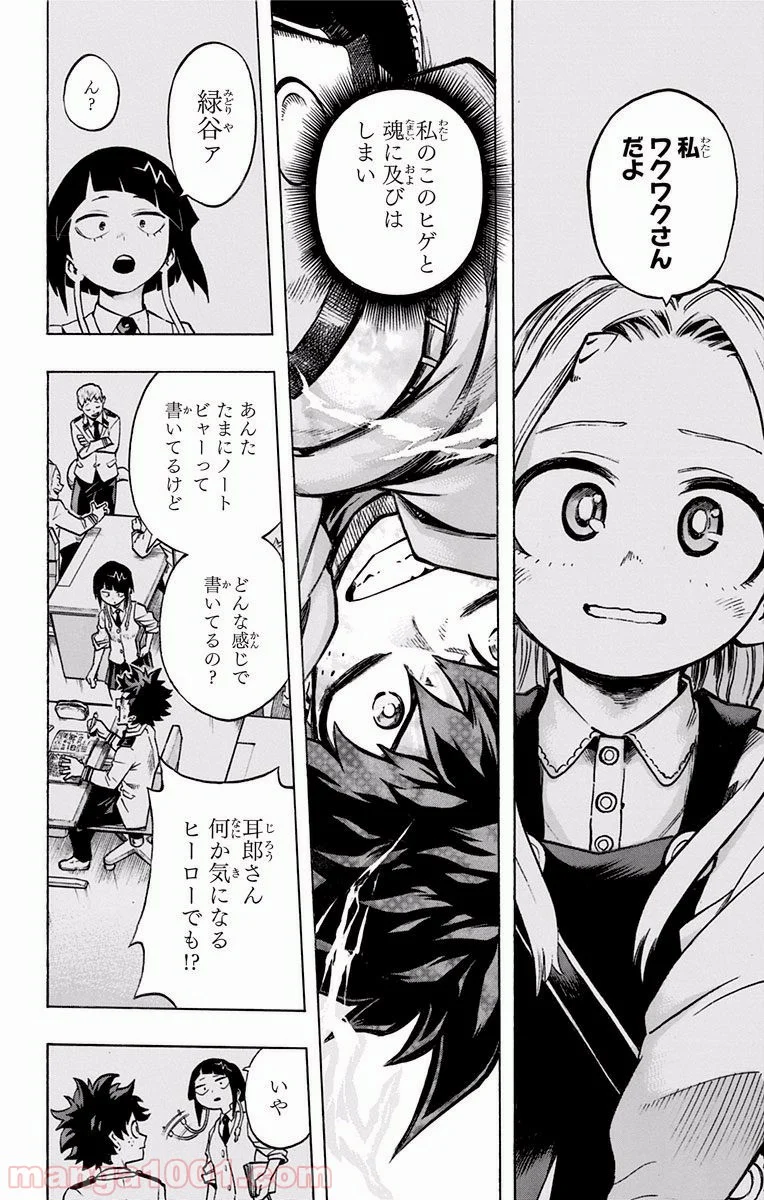 私
ワクワクさん
だよ
私のこのヒゲと
魂に及びは
しまい
緑谷ァ
ん？
あんた
たまにノート
ビャーって
書いてるけど
どんな感じで
書いてるの？
耳郎さん
何か気になる
ヒーローでも!?
いや
manga1001.com